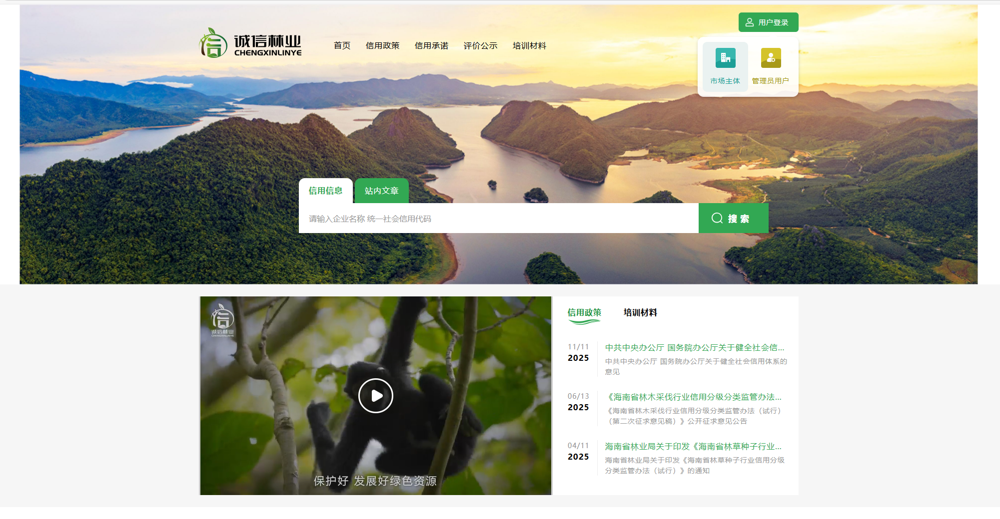 用户登录
诚信林业
CHENGXINLINYE
首页 信用政策 信用承诺 评价公示 培训材料
市场主体 管理员用户
信用信息 站内文章
请输入企业名称 统一社会信用代码
搜索
诚信林业
CHENGXINLINYE
保护好 发展好绿色资源
信用政策 培训材料
11/11
2025
中共中央办公厅 国务院办公厅关于健全社会信...
中共中央办公厅 国务院办公厅关于健全社会信用体系的
意见
06/13
2025
《海南省林木采伐行业信用分级分类监管办法...
《海南省林木采伐行业信用分级分类监管办法（试行）
（第二次征求意见稿）》公开征求意见公告
04/11
2025
海南省林业局关于印发《海南省林草种子行业...
海南省林业局关于印发《海南省林草种子行业信用分级
分类监管办法（试行）》的通知